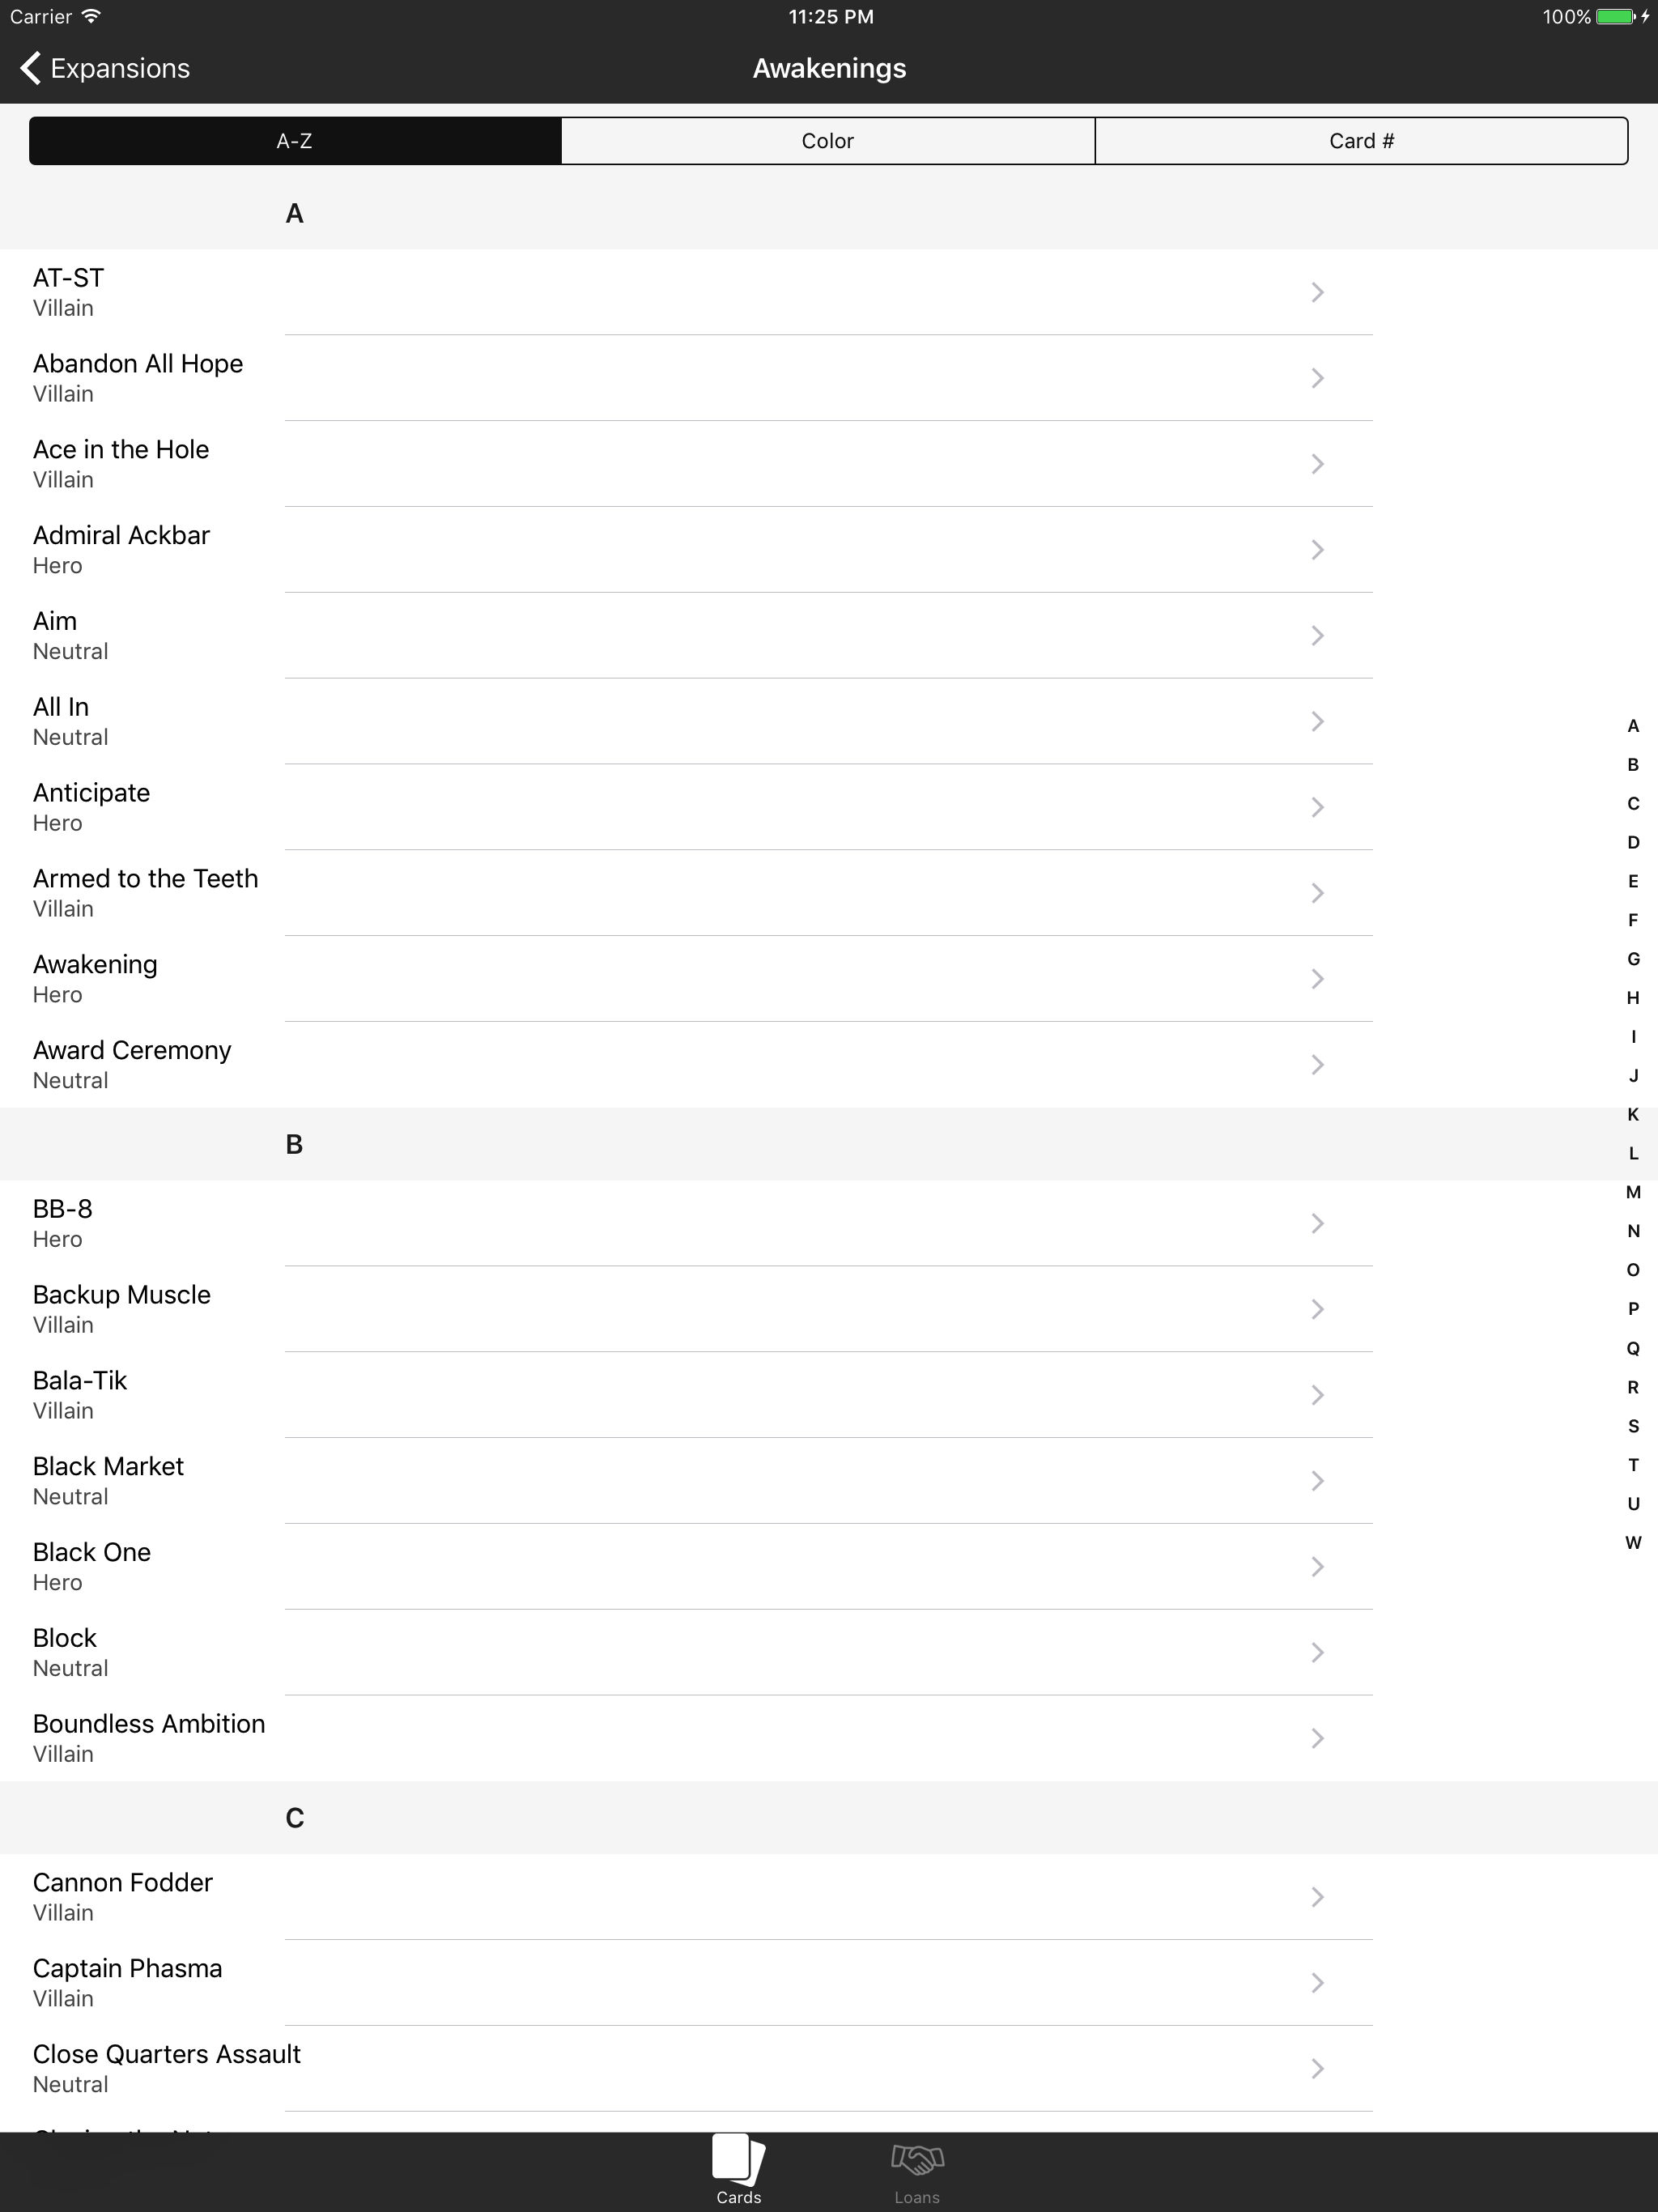 Carrier 11:25 PM 100%
Expansions Awakenings
A-Z Color Card #
A
AT-ST
Villain
Abandon All Hope
Villain
Ace in the Hole
Villain
Admiral Ackbar
Hero
Aim
Neutral
All In
Neutral
Anticipate
Hero
Armed to the Teeth
Villain
Awakening
Hero
Award Ceremony
Neutral
B
BB-8
Hero
Backup Muscle
Villain
Bala-Tik
Villain
Black Market
Neutral
Black One
Hero
Block
Neutral
Boundless Ambition
Villain
C
Cannon Fodder
Villain
Captain Phasma
Villain
Close Quarters Assault
Neutral
A
B
C
D
E
F
G
H
I
J
K
L
M
N
O
P
Q
R
S
T
U
W
Cards Loans